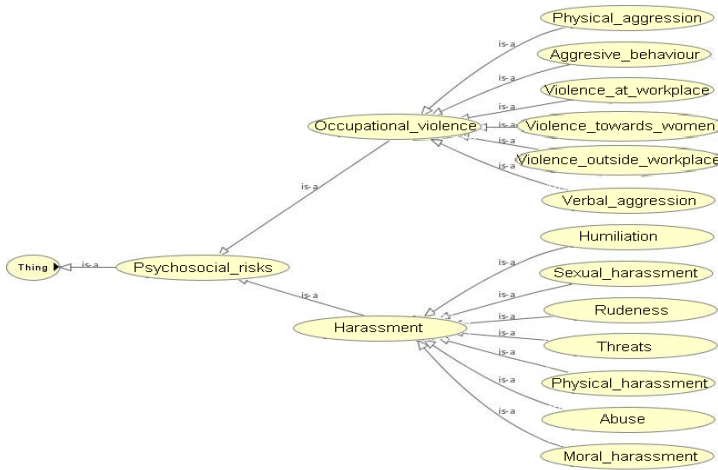 Physical_aggression
is-a
Aggresive_behaviour
is-a
Violence_at_workplace
is-a
Occupational_violence
is-a
Violence_towards_women
is-a
Violence_outside_workplace
is-a
Verbal_aggression
is-a
Humiliation
is-a
Thing
is-a
Psychosocial_risks
Sexual_harassment
is-a
is-a
Rudeness
is-a
Harassment
is-a
Threats
is-a
Physical_harassment
is-a
Abuse
is-a
Moral_harassment